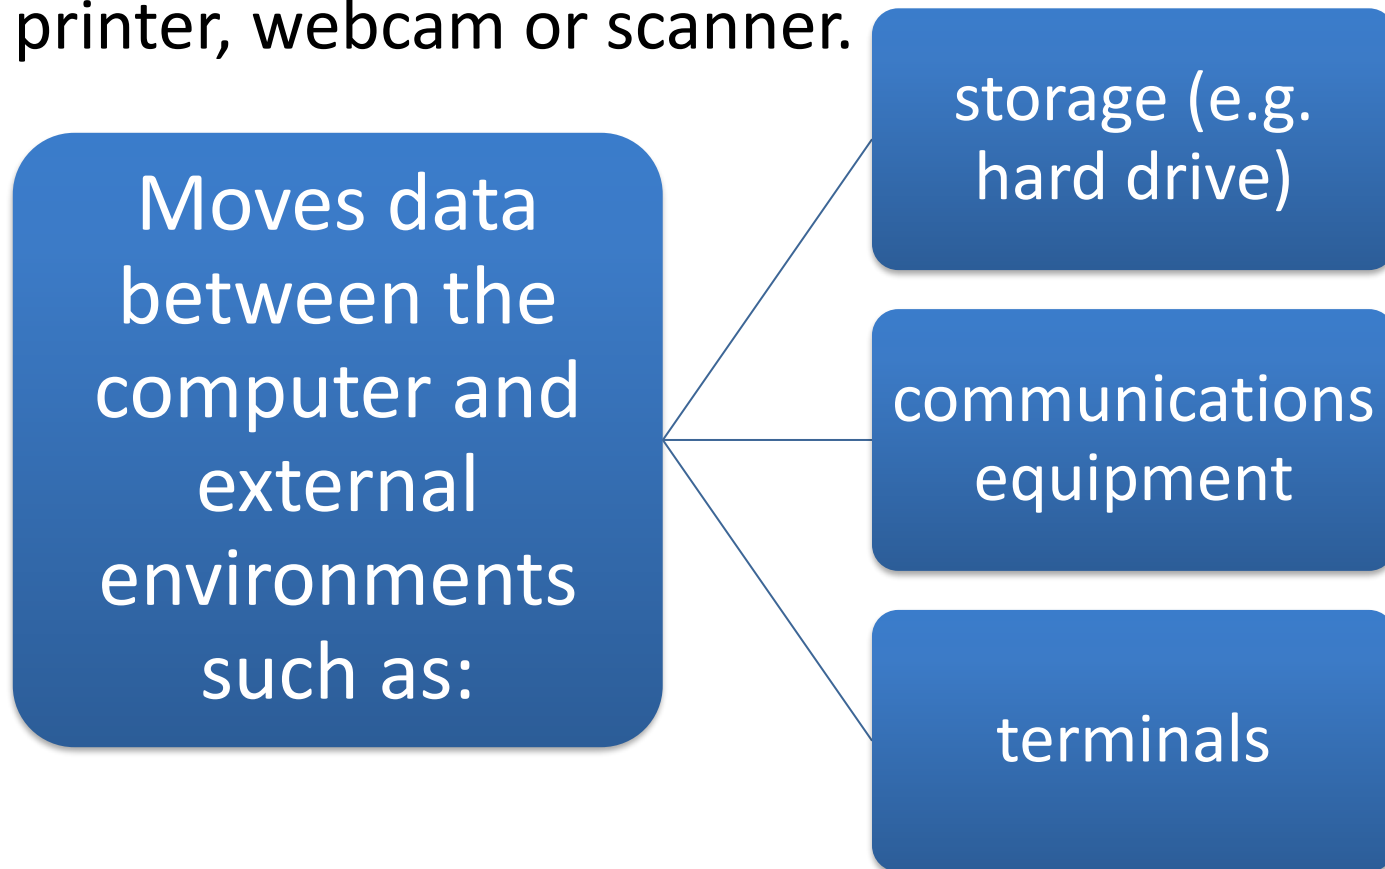 printer, webcam or scanner.
Moves data
between the
computer and
external
environments
such as:
storage (e.g.
hard drive)
communications
equipment
terminals